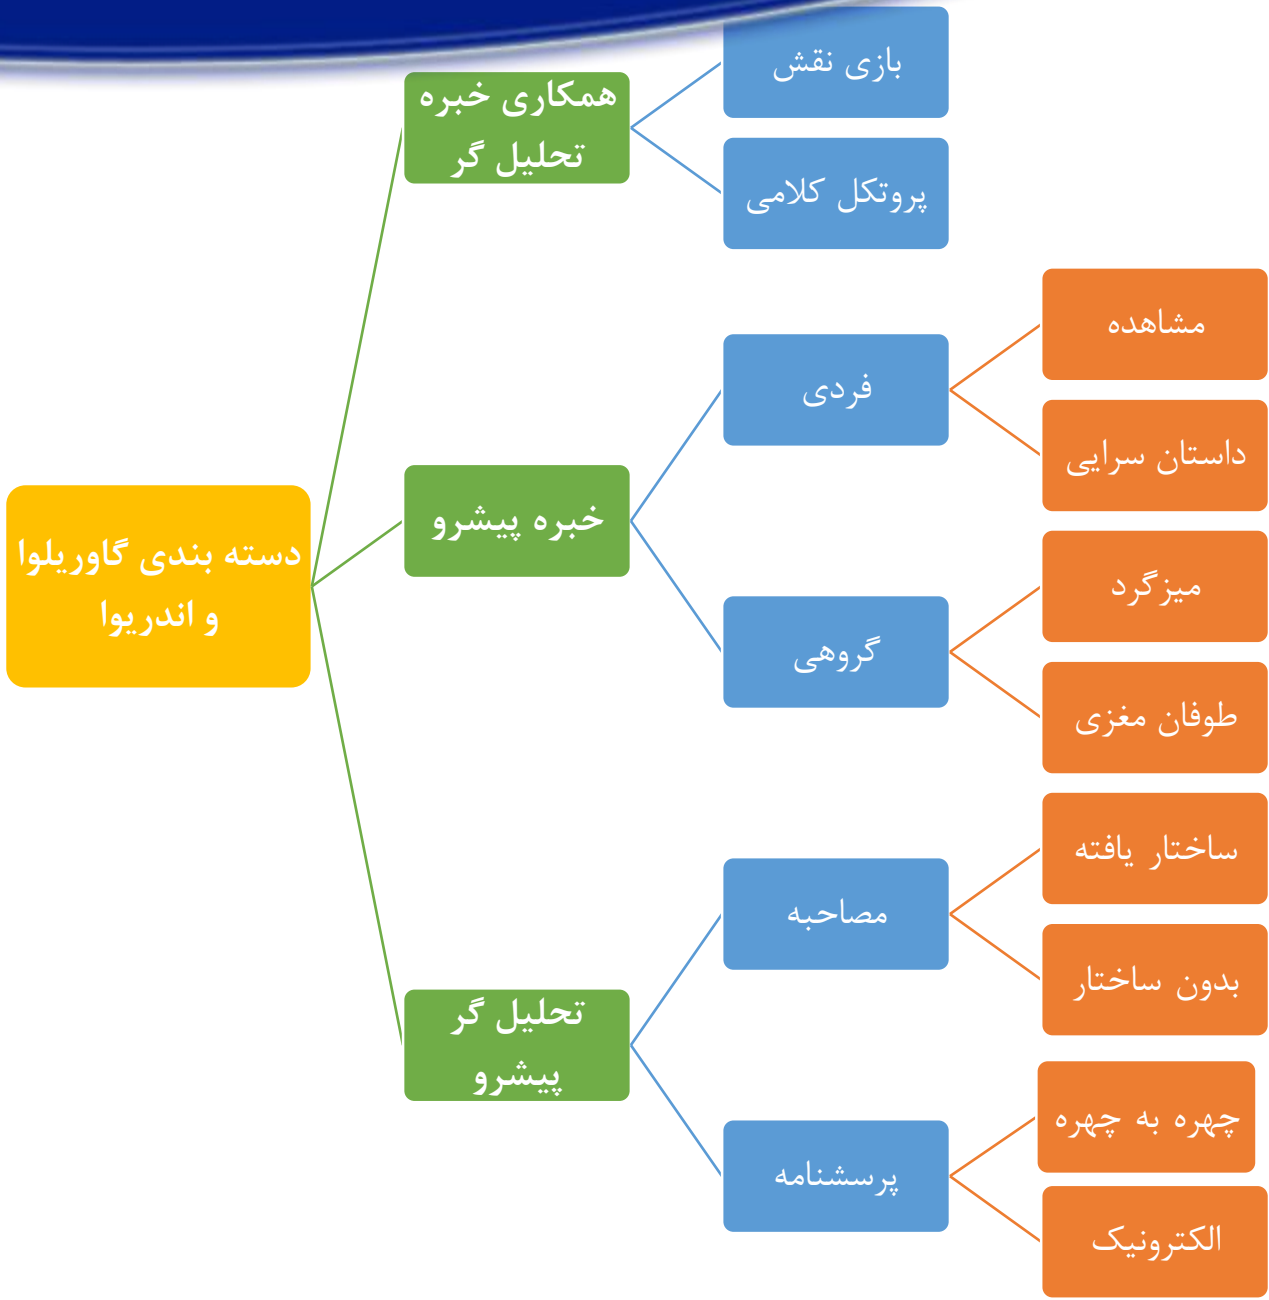 دسته بندی گاوریلوا
و اندریوا
همکاری خبره
تحلیل گر
بازی نقش
پروتکل کلامی
خبره پیشرو
فردی
مشاهده
داستان سرایی
گروهی
میزگرد
طوفان مغزی
تحلیل گر
پیشرو
مصاحبه
ساختار یافته
بدون ساختار
پرسشنامه
چهره به چهره
الکترونیک